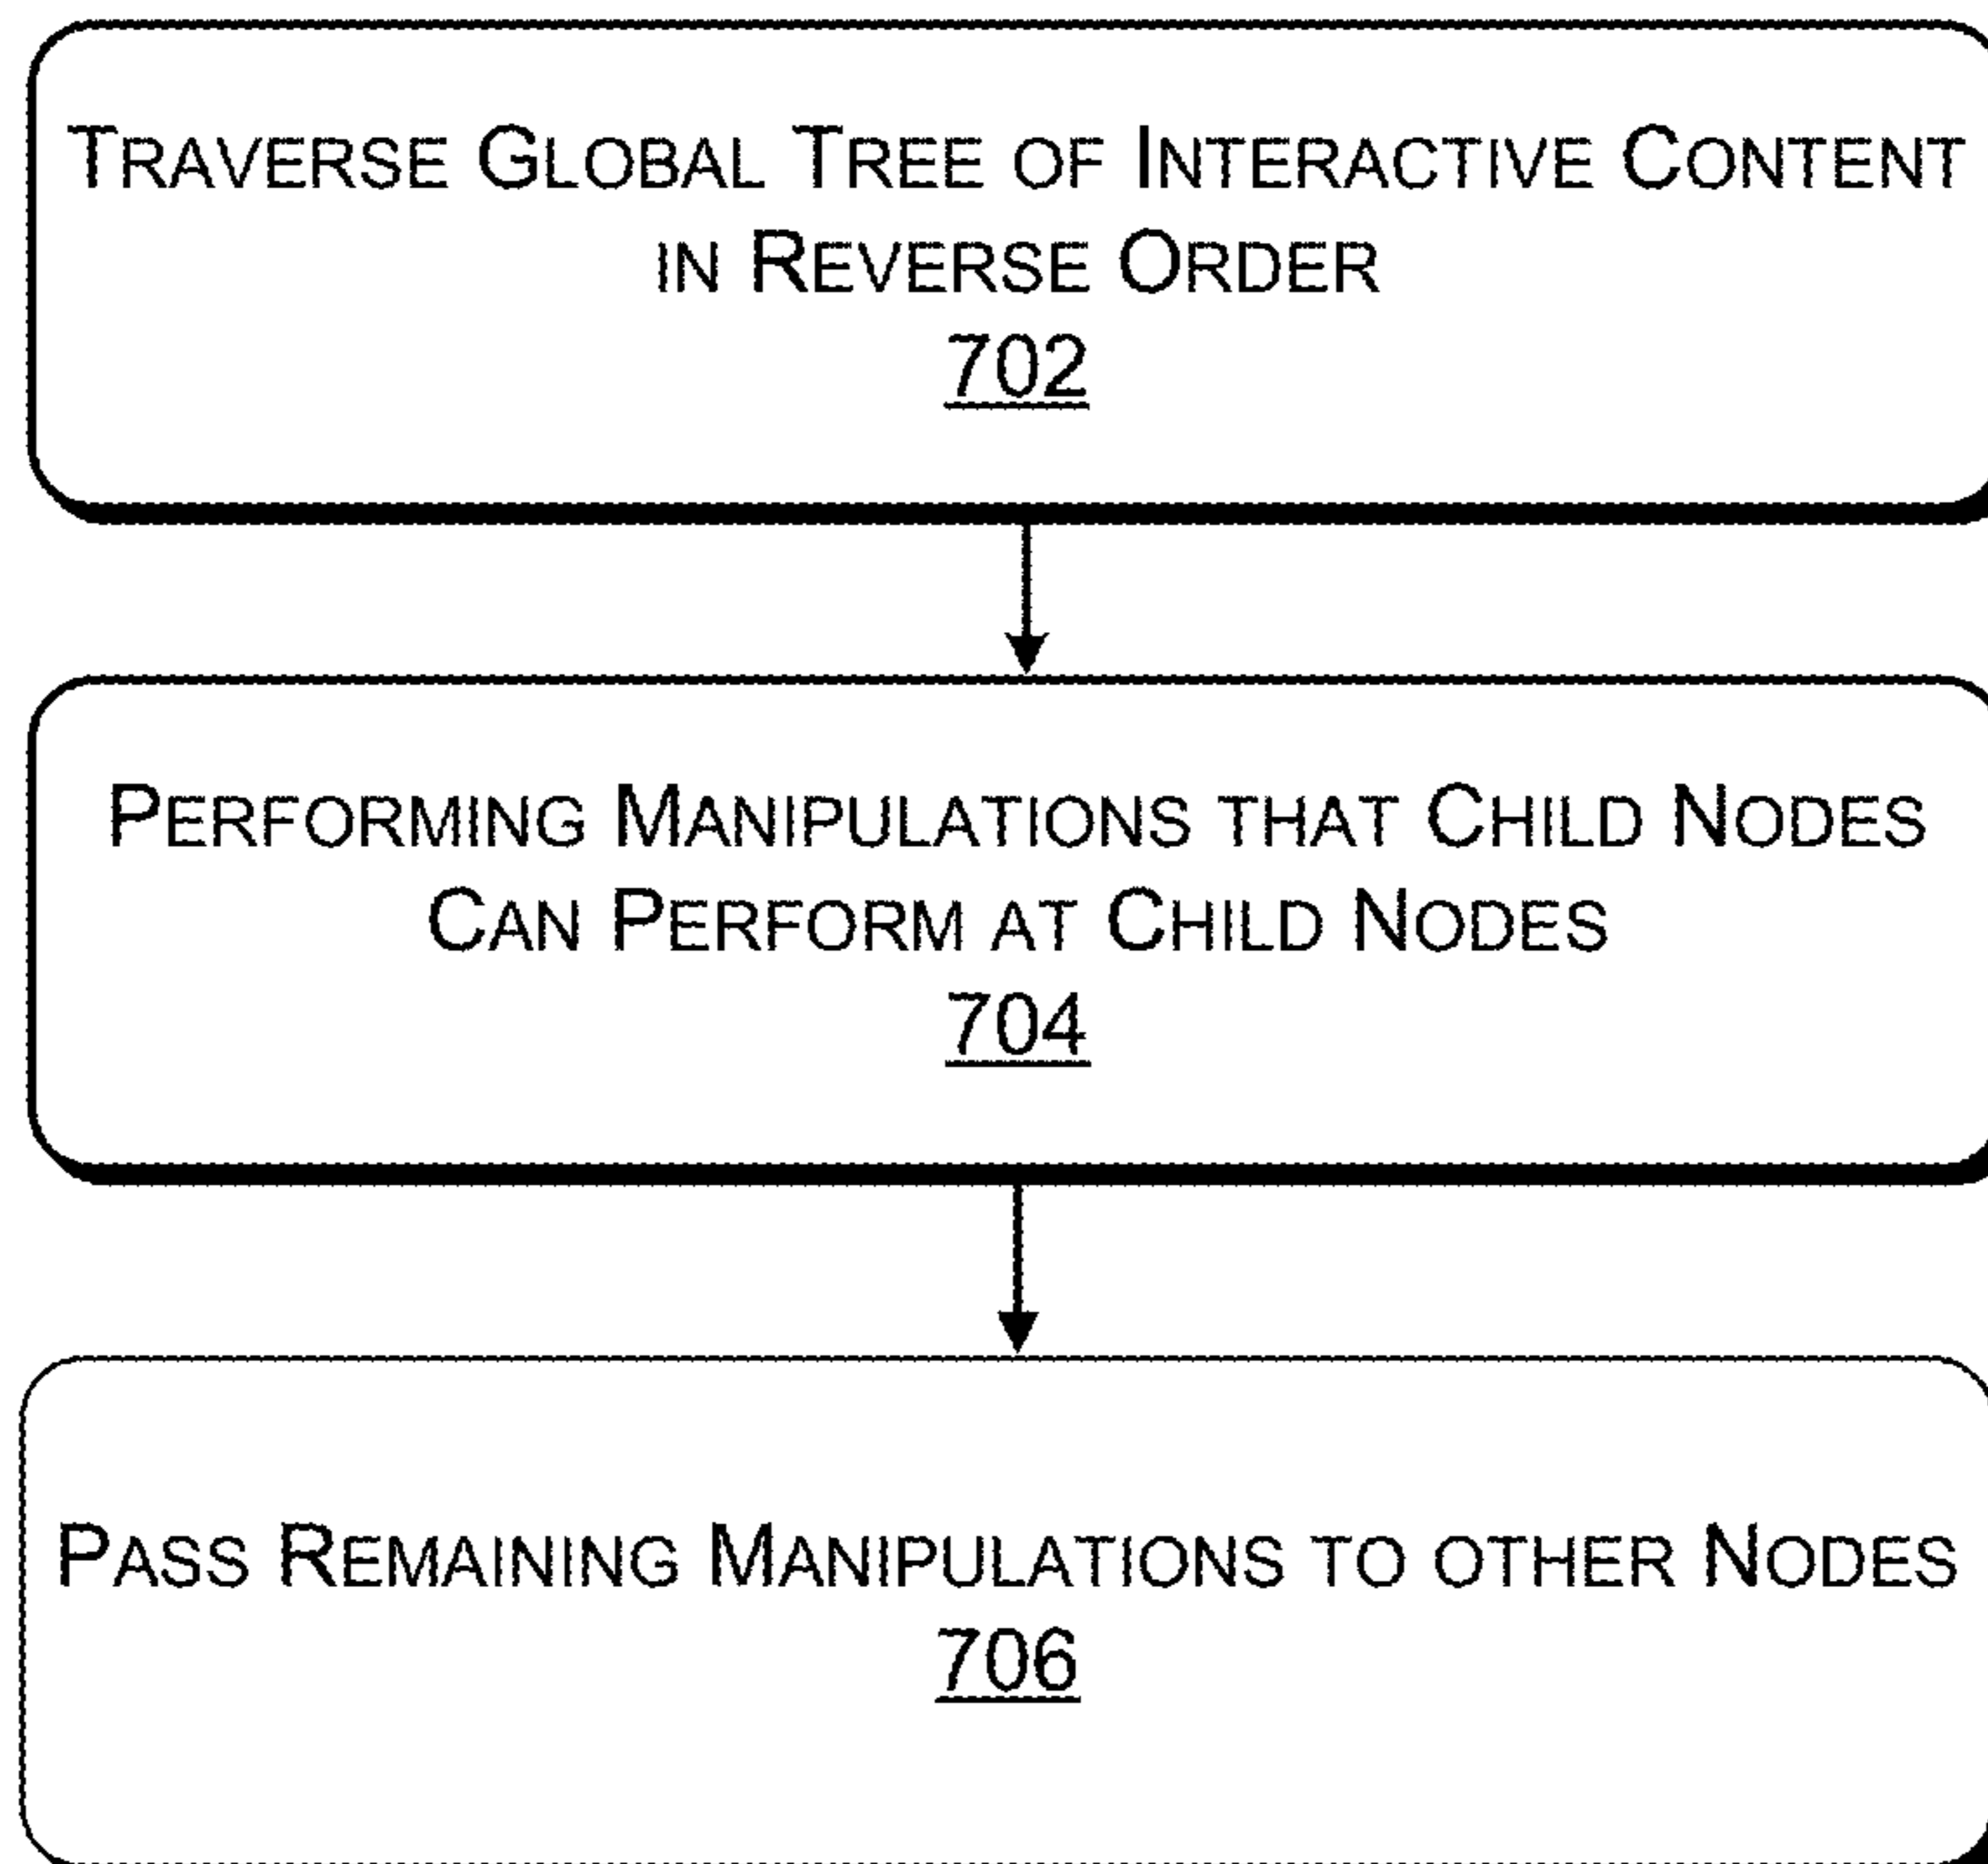 TRAVERSE GLOBAL TREE OF INTERACTIVE CONTENT
IN REVERSE ORDER
702
PERFORMING MANIPULATIONS THAT CHILD NODES
CAN PERFORM AT CHILD NODES
704
PASS REMAINING MANIPULATIONS TO OTHER NODES
706